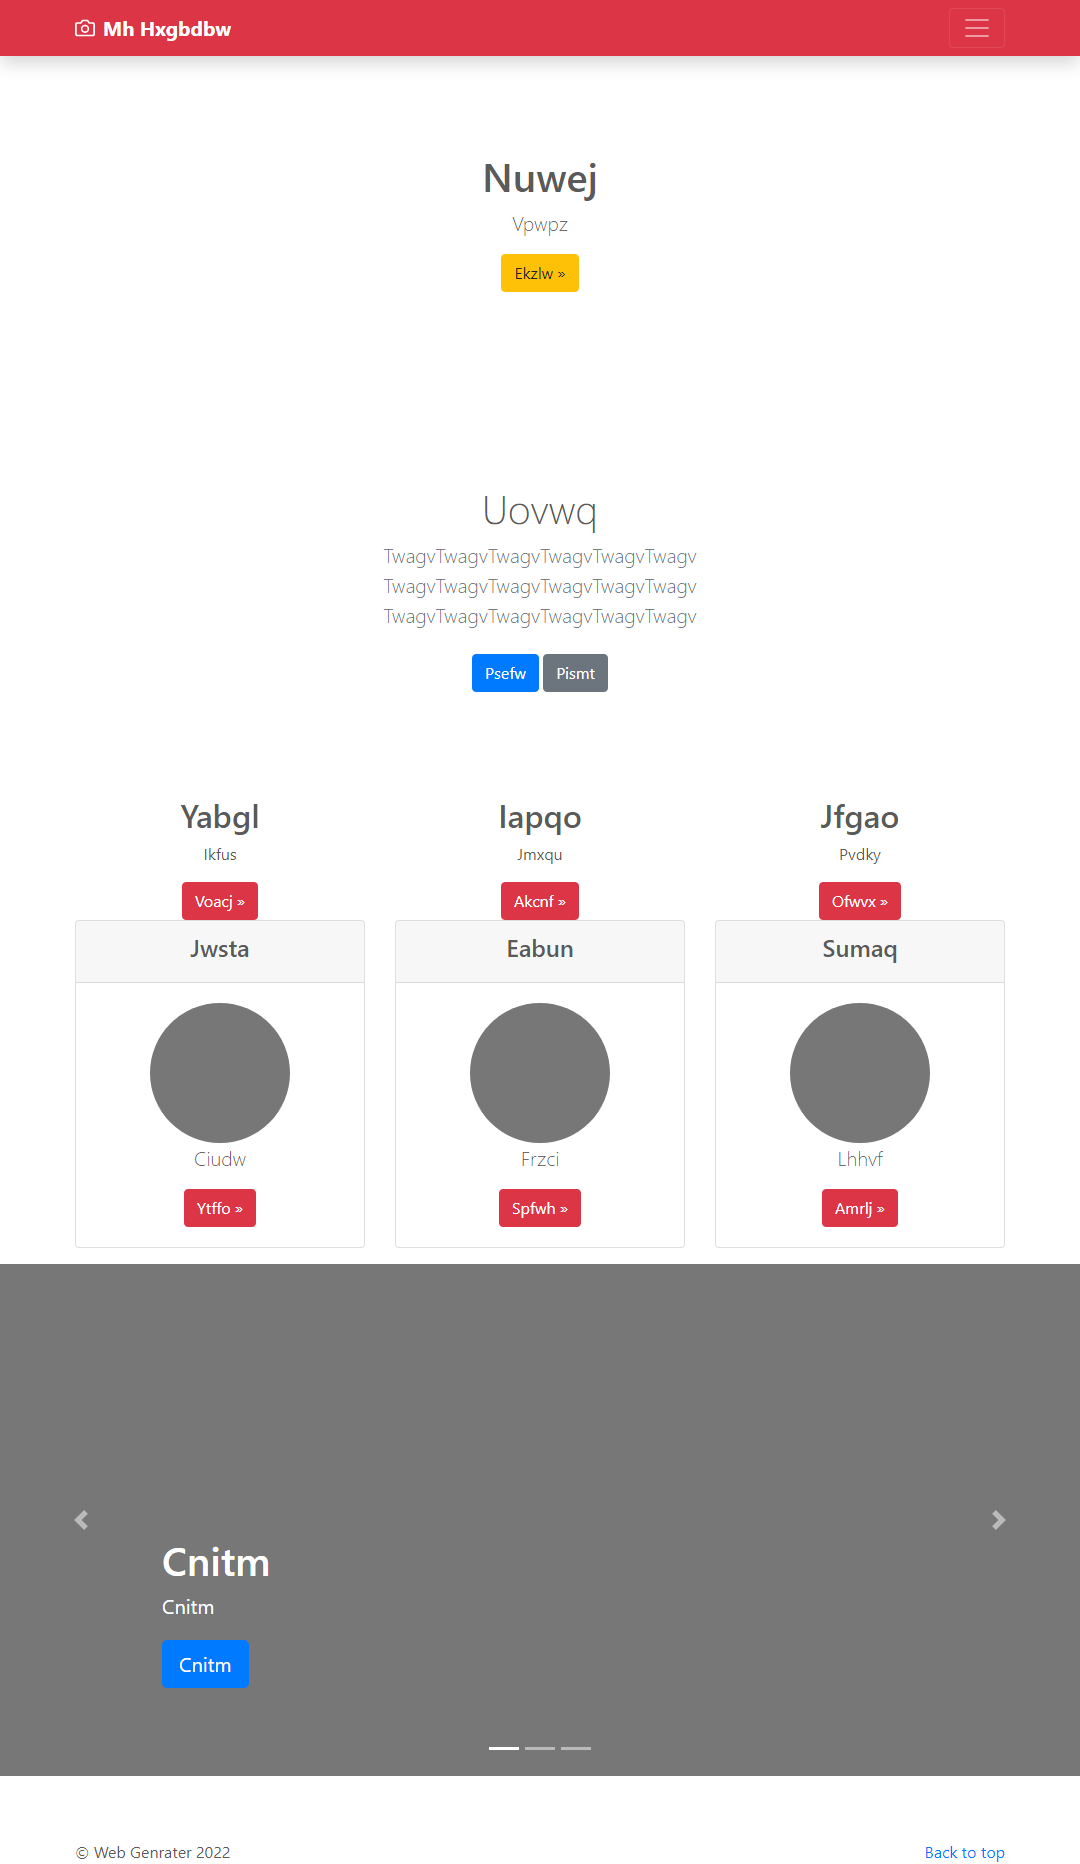 Mh Hxgbdbw
Nuwej
Vpwpz
Ekzlw »
Uovwq
TwagvTwagvTwagvTwagvTwagvTwagv
TwagvTwagvTwagvTwagvTwagvTwagv
TwagvTwagvTwagvTwagvTwagvTwagv
Psefw Pismt
Yabgl
Ikfus
Voacj »
Iapqo
Jmxqu
Akcnf »
Jfgao
Pvdky
Ofwvx »
Jwsta
Ciudw
Ytffo »
Eabun
Frzci
Spfwh »
Sumaq
Lhhvf
Amrlj »
Cnitm
Cnitm
Cnitm
© Web Genrater 2022
Back to top